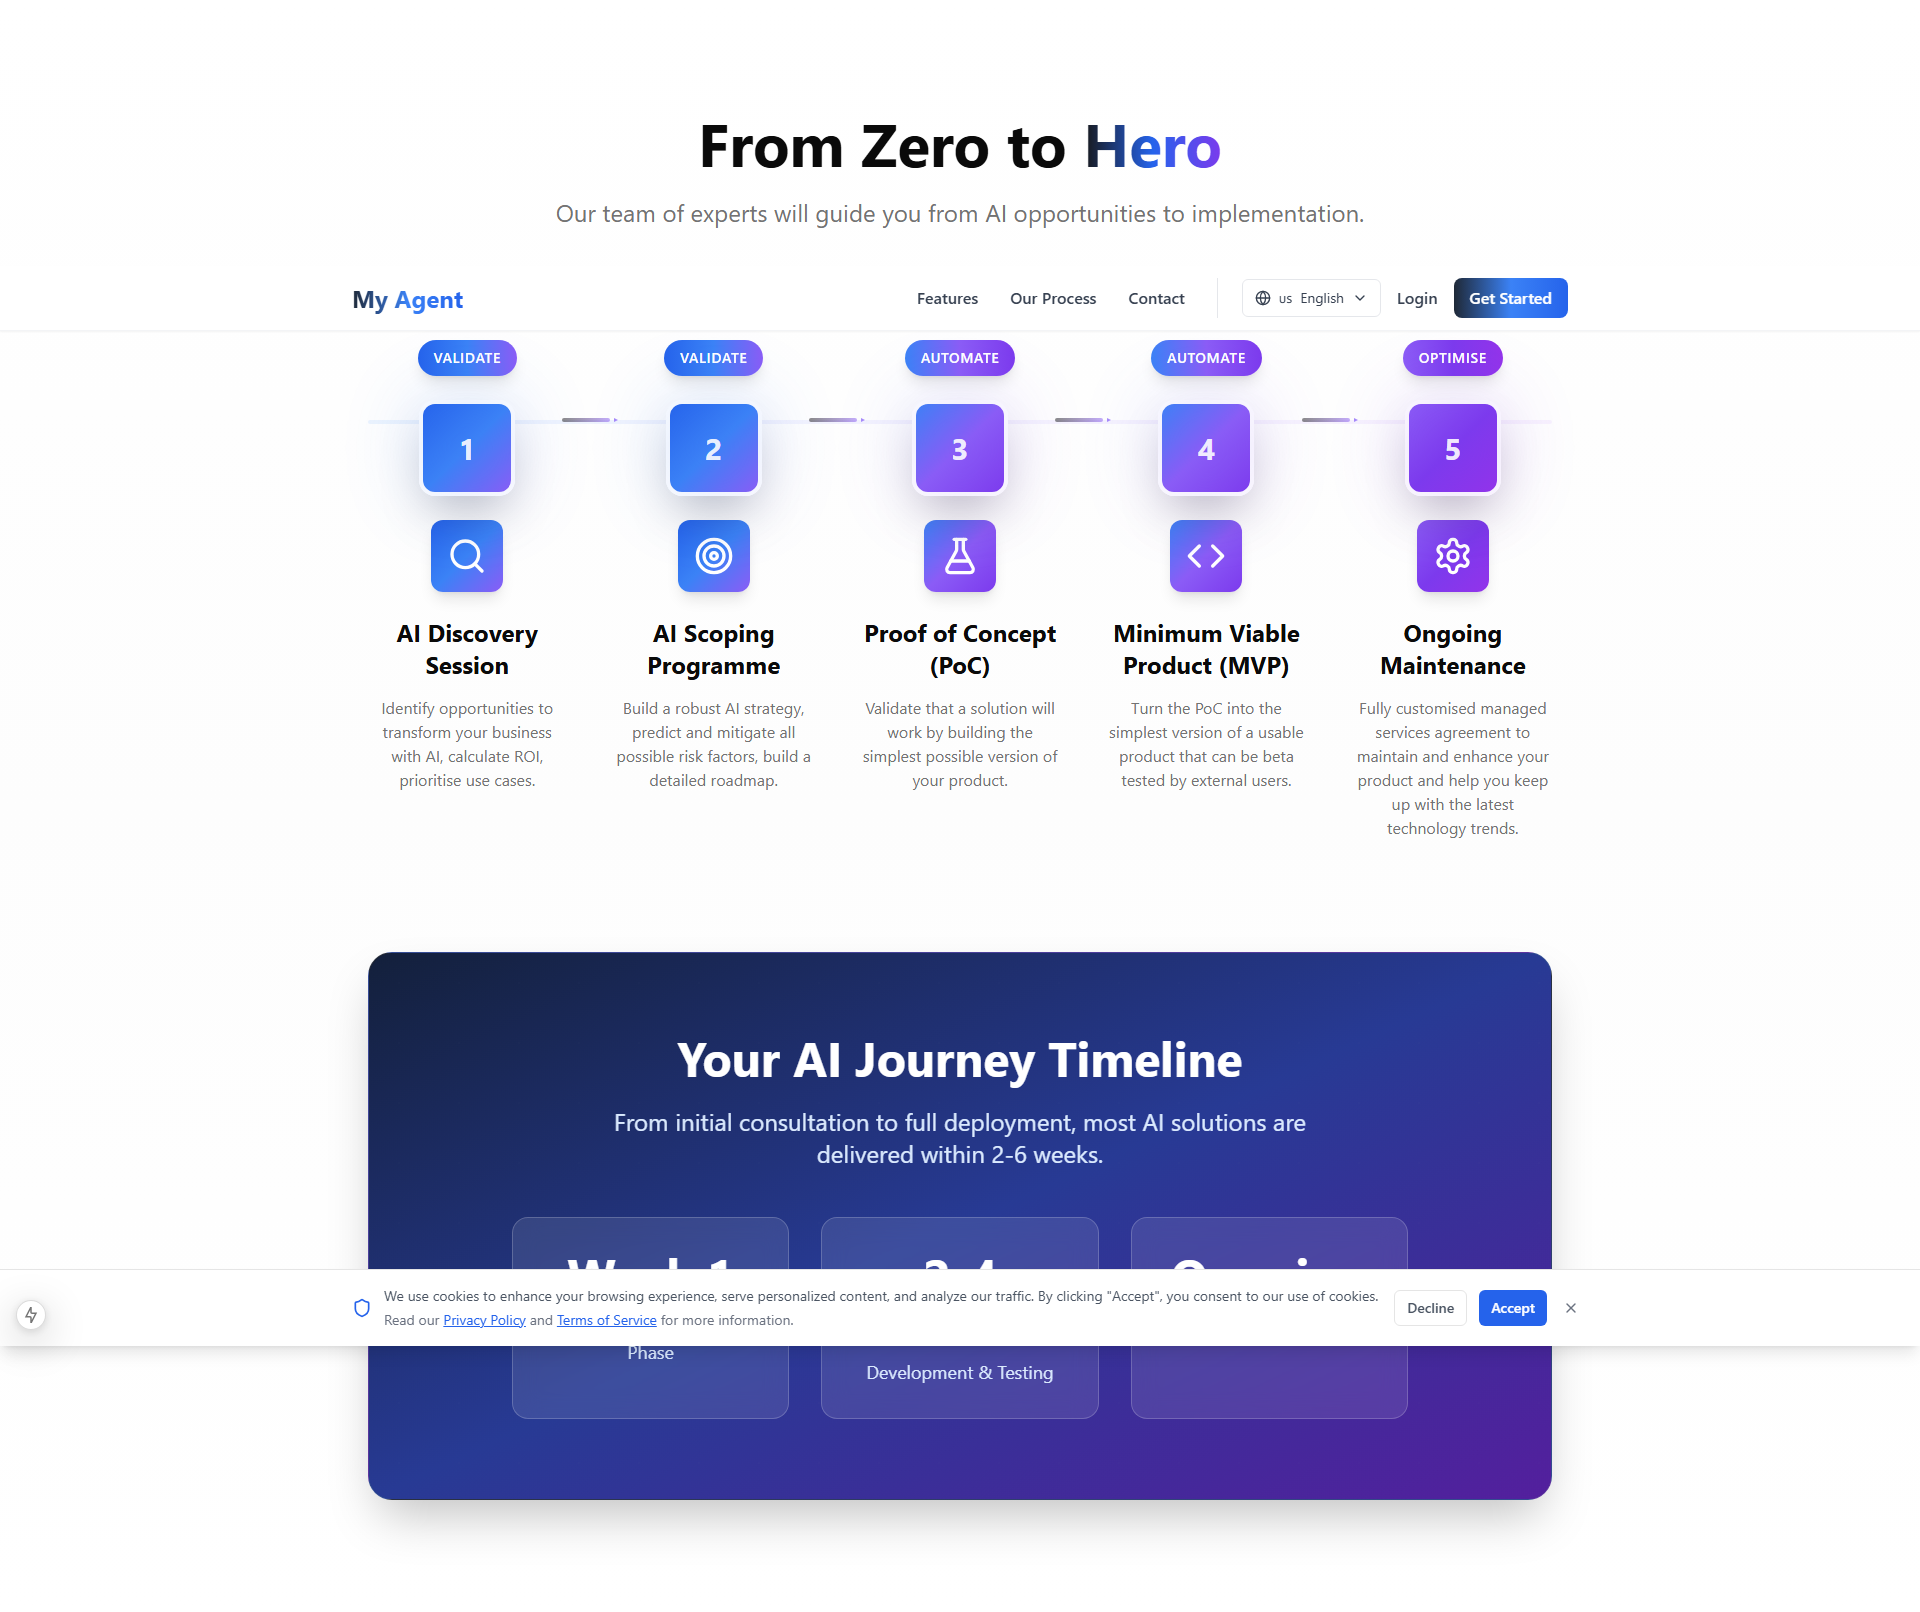 From Zero to Hero
Our team of experts will guide you from AI opportunities to implementation.
My Agent
Features
Our Process
Contact
us English
Login
Get Started
VALIDATE
VALIDATE
AUTOMATE
AUTOMATE
OPTIMISE
1
2
3
4
5
AI Discovery
Session
Identify opportunities to
transform your business
with AI, calculate ROI,
prioritise use cases.
AI Scoping
Programme
Build a robust AI strategy,
predict and mitigate all
possible risk factors, build a
detailed roadmap.
Proof of Concept
(PoC)
Validate that a solution will
work by building the
simplest possible version of
your product.
Minimum Viable
Product (MVP)
Turn the PoC into the
simplest version of a usable
product that can be beta
tested by external users.
Ongoing
Maintenance
Fully customised managed
services agreement to
maintain and enhance your
product and help you keep
up with the latest
technology trends.
Your AI Journey Timeline
From initial consultation to full deployment, most AI solutions are
delivered within 2-6 weeks.
We use cookies to enhance your browsing experience, serve personalized content, and analyze our traffic. By clicking "Accept", you consent to our use of cookies.
Read our Privacy Policy and Terms of Service for more information.
Decline
Accept
Phase
Development & Testing